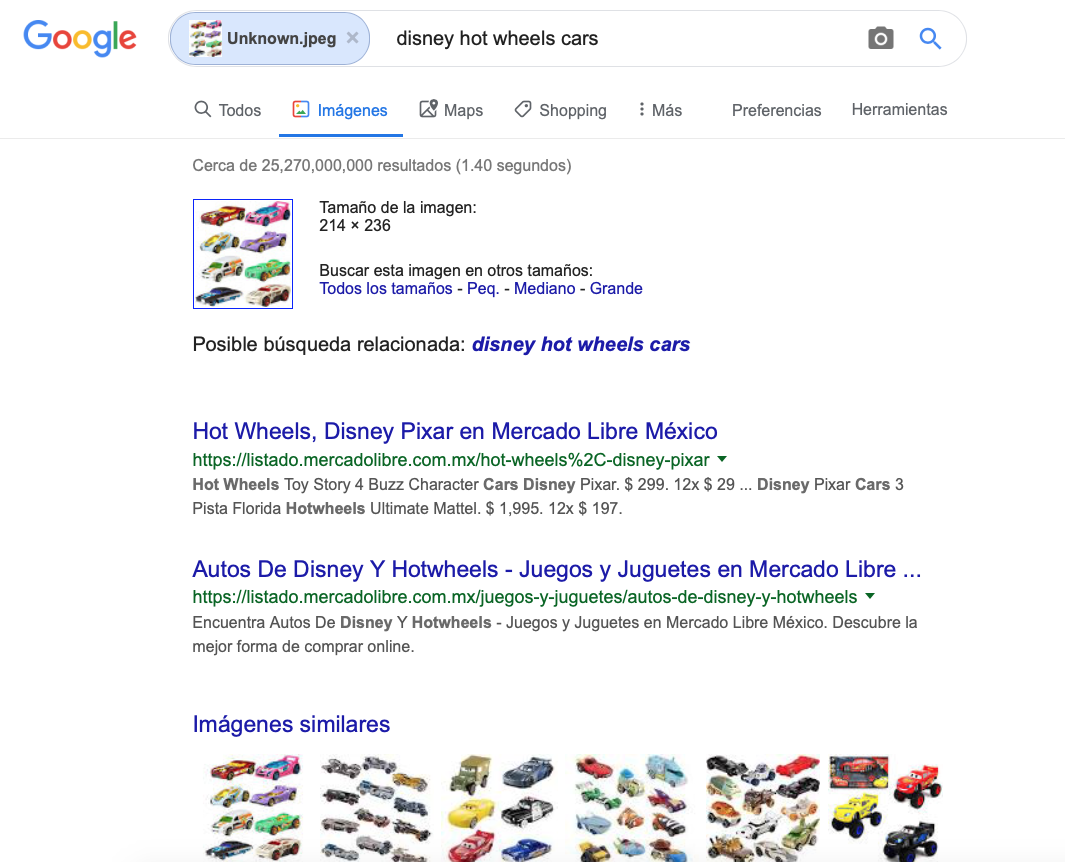 Google
Unknown.jpeg × disney hot wheels cars
Todos Imágenes Maps Shopping Más Preferencias Herramientas
Cerca de 25,270,000,000 resultados (1.40 segundos)
Tamaño de la imagen:
214 × 236
Buscar esta imagen en otros tamaños:
Todos los tamaños - Peq. - Mediano - Grande
Posible búsqueda relacionada: disney hot wheels cars
Hot Wheels, Disney Pixar en Mercado Libre México
https://listado.mercadolibre.com.mx/hot-wheels%2C-disney-pixar
Hot Wheels Toy Story 4 Buzz Character Cars Disney Pixar. $ 299. 12x $ 29 ... Disney Pixar Cars 3
Pista Florida Hotwheels Ultimate Mattel. $ 1,995. 12x $ 197.
Autos De Disney Y Hotwheels - Juegos y Juguetes en Mercado Libre ...
https://listado.mercadolibre.com.mx/juegos-y-juguetes/autos-de-disney-y-hotwheels
Encuentra Autos De Disney Y Hotwheels - Juegos y Juguetes en Mercado Libre México. Descubre la
mejor forma de comprar online.
Imágenes similares